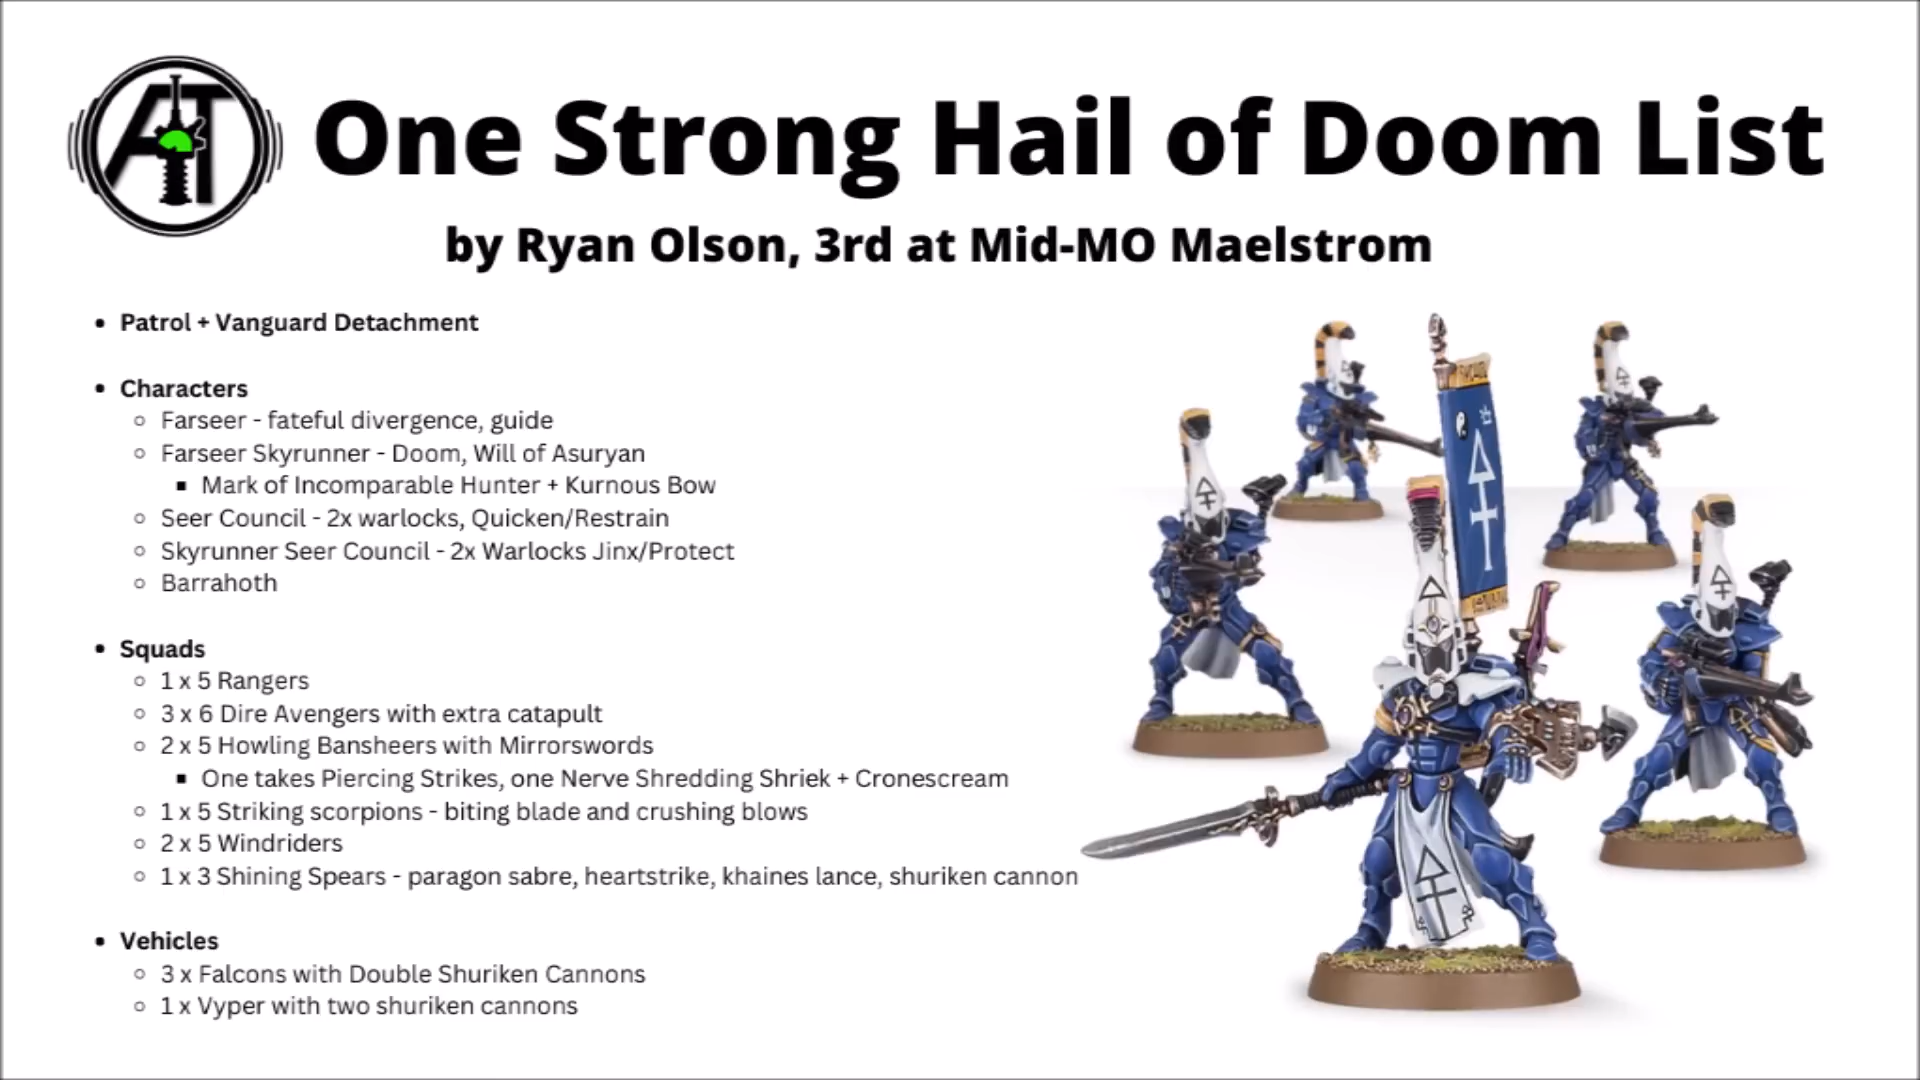 AT
One Strong Hail of Doom List
by Ryan Olson, 3rd at Mid-MO Maelstrom
• Patrol + Vanguard Detachment
• Characters
○ Farseer - fateful divergence, guide
○ Farseer Skyrunner - Doom, Will of Asuryan
▪ Mark of Incomparable Hunter + Kurnous Bow
○ Seer Council - 2x warlocks, Quicken/Restrain
○ Skyrunner Seer Council - 2x Warlocks Jinx/Protect
○ Barrahoth
• Squads
○ 1 x 5 Rangers
○ 3 x 6 Dire Avengers with extra catapult
○ 2 x 5 Howling Bansheers with Mirrorswords
▪ One takes Piercing Strikes, one Nerve Shredding Shriek + Cronescream
○ 1 x 5 Striking scorpions - biting blade and crushing blows
○ 2 x 5 Windriders
○ 1 x 3 Shining Spears - paragon sabre, heartstrike, khaines lance, shuriken cannon
• Vehicles
○ 3 x Falcons with Double Shuriken Cannons
○ 1 x Vyper with two shuriken cannons